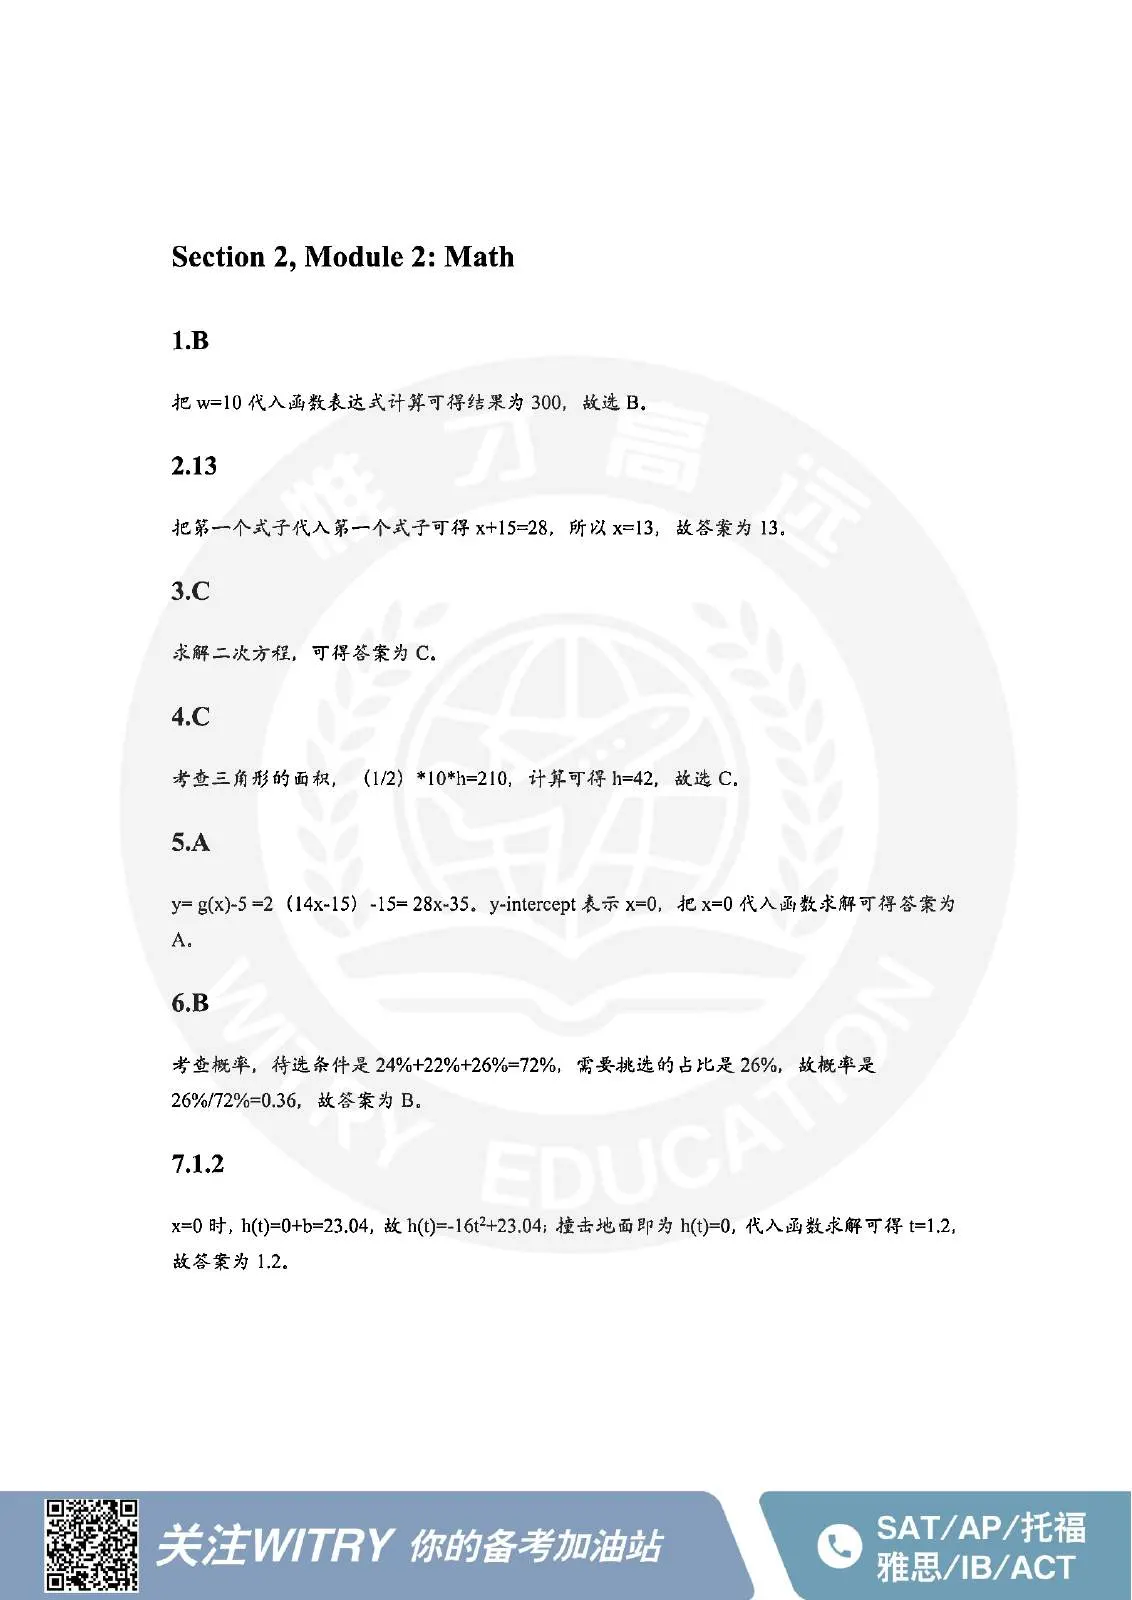 Section 2, Module 2: Math
1.B
把 w=10 代入函数表达式计算可得结果为 300，故选 B。
2.13
把第一个式子代入第一个式子可得 x+15=28，所以 x=13，故答案为 13。
3.C
求解二次方程，可得答案为 C。
4.C
考查三角形的面积，（1/2）*10*h=210，计算可得 h=42，故选 C。
5.A
y= g(x)-5 =2（14x-15）-15= 28x-35。y-intercept 表示 x=0，把 x=0 代入函数求解可得答案为
A。
6.B
考查概率，待选条件是 24%+22%+26%=72%，需要挑选的占比是 26%，故概率是
26%/72%=0.36，故答案为 B。
7.1.2
x=0 时，h(t)=0+b=23.04，故 h(t)=-16t²+23.04；撞击地面即为 h(t)=0，代入函数求解可得 t=1.2，
故答案为 1.2。
惟才高远
WITRY EDUCATION
关注WITRY 你的备考加油站
SAT/AP/托福
雅思/IB/ACT